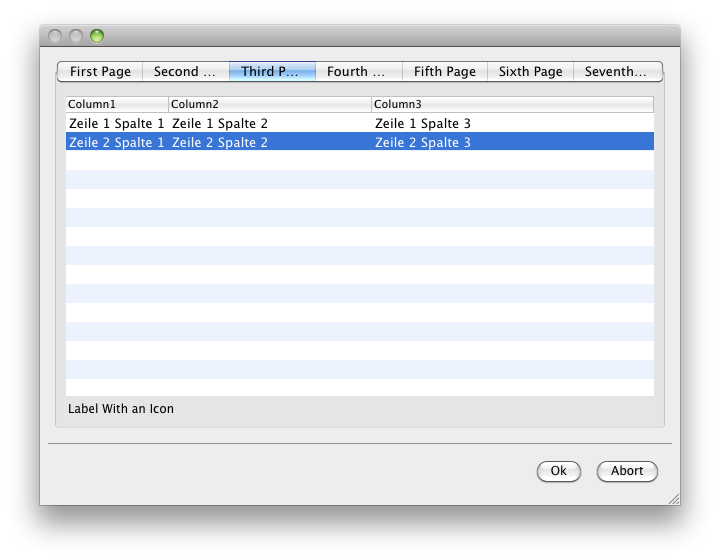 First Page Second ... Third P... Fourth ... Fifth Page Sixth Page Seventh...
Column1 Column2 Column3
Zeile 1 Spalte 1 Zeile 1 Spalte 2 Zeile 1 Spalte 3
Zeile 2 Spalte 1 Zeile 2 Spalte 2 Zeile 2 Spalte 3
Label With an Icon
Ok Abort